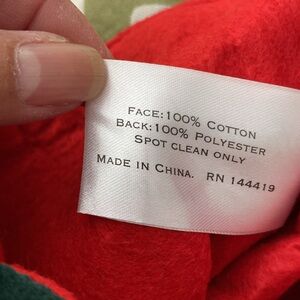 FACE:100% COTTON
BACK:100% POLYESTER
SPOT CLEAN ONLY
MADE IN CHINA. RN 144419